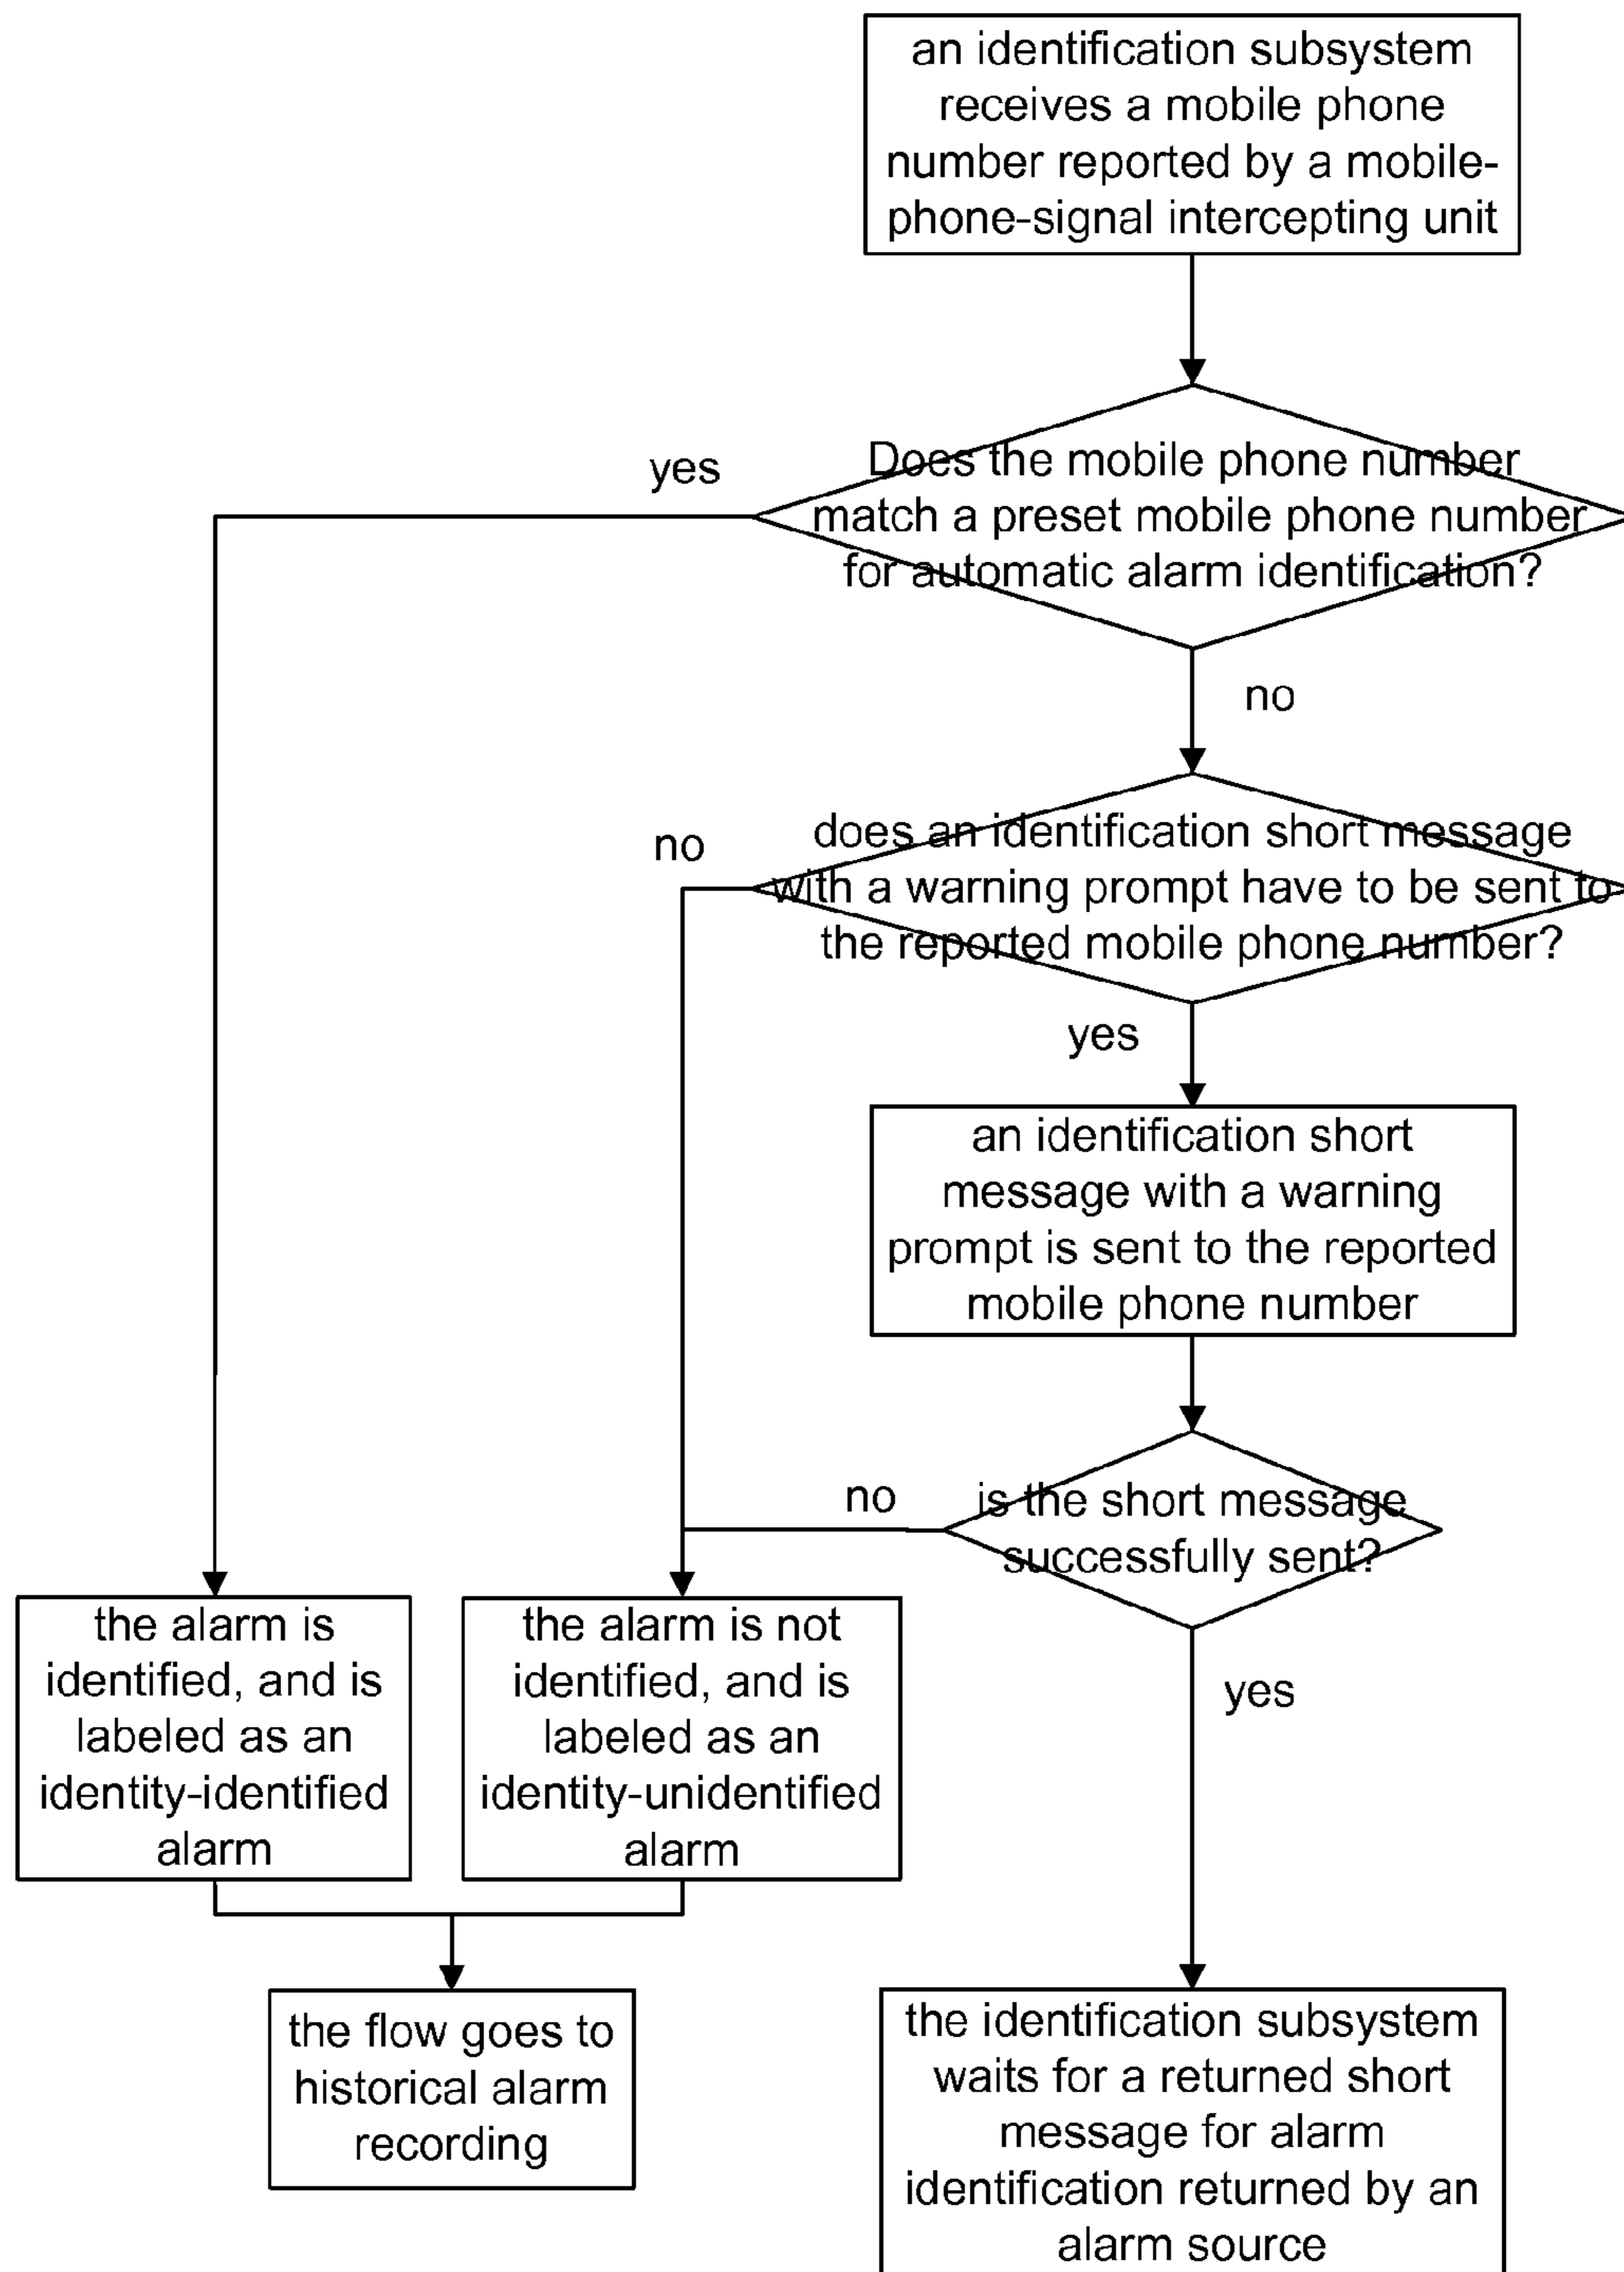 an identification subsystem
receives a mobile phone
number reported by a mobile-
phone-signal intercepting unit
yes
Does the mobile phone number
match a preset mobile phone number
for automatic alarm identification?
no
no
does an identification short message
with a warning prompt have to be sent to
the reported mobile phone number?
yes
an identification short
message with a warning
prompt is sent to the reported
mobile phone number
no
is the short message
successfully sent?
yes
the alarm is
identified, and is
labeled as an
identity-identified
alarm
the alarm is not
identified, and is
labeled as an
identity-unidentified
alarm
the flow goes to
historical alarm
recording
the identification subsystem
waits for a returned short
message for alarm
identification returned by an
alarm source